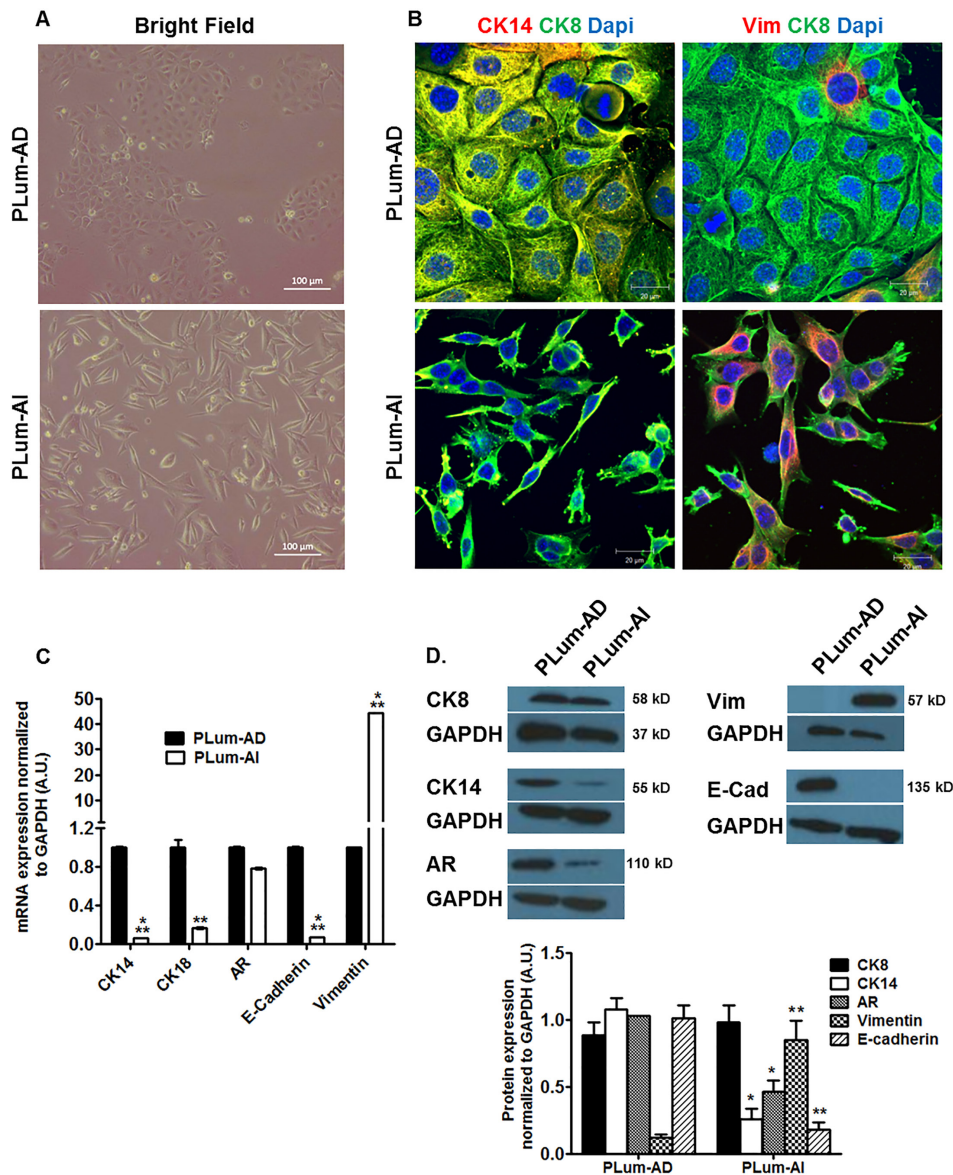 A
Bright Field
PLum-AD
100 µm
PLum-AI
100 µm
B
CK14 CK8 Dapi
Vim CK8 Dapi
PLum-AD
20 µm
20 µm
PLum-AI
20 µm
20 µm
C
mRNA expression normalized
to GAPDH (A.U.)
50
40
30
20
10
1.2
0.8
0.4
0.0
PLum-AD
PLum-AI
*
**
**
*
**
*
**
CK14
CK18
AR
E-Cadherin
Vimentin
D.
PLum-AD
PLum-AI
CK8
58 kD
GAPDH
37 kD
CK14
55 kD
GAPDH
AR
110 kD
GAPDH
PLum-AD
PLum-AI
Vim
57 kD
GAPDH
E-Cad
135 kD
GAPDH
Protein expression
normalized to GAPDH (A.U.)
1.5
1.0
0.5
0.0
CK8
CK14
AR
Vimentin
E-cadherin
*
*
**
**
PLum-AD
PLum-AI